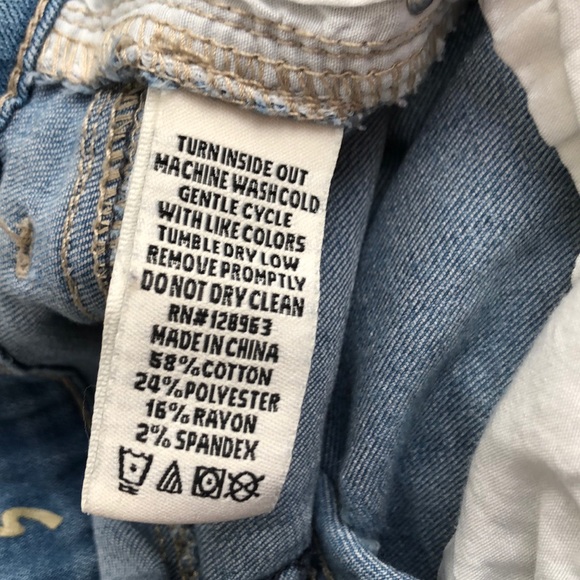 TURN INSIDE OUT
MACHINE WASH COLD
GENTLE CYCLE
WITH LIKE COLORS
TUMBLE DRY LOW
REMOVE PROMPTLY
DO NOT DRY CLEAN
RN#128963
MADE IN CHINA
58%COTTON
24%POLYESTER
16%RAYON
2%SPANDEX